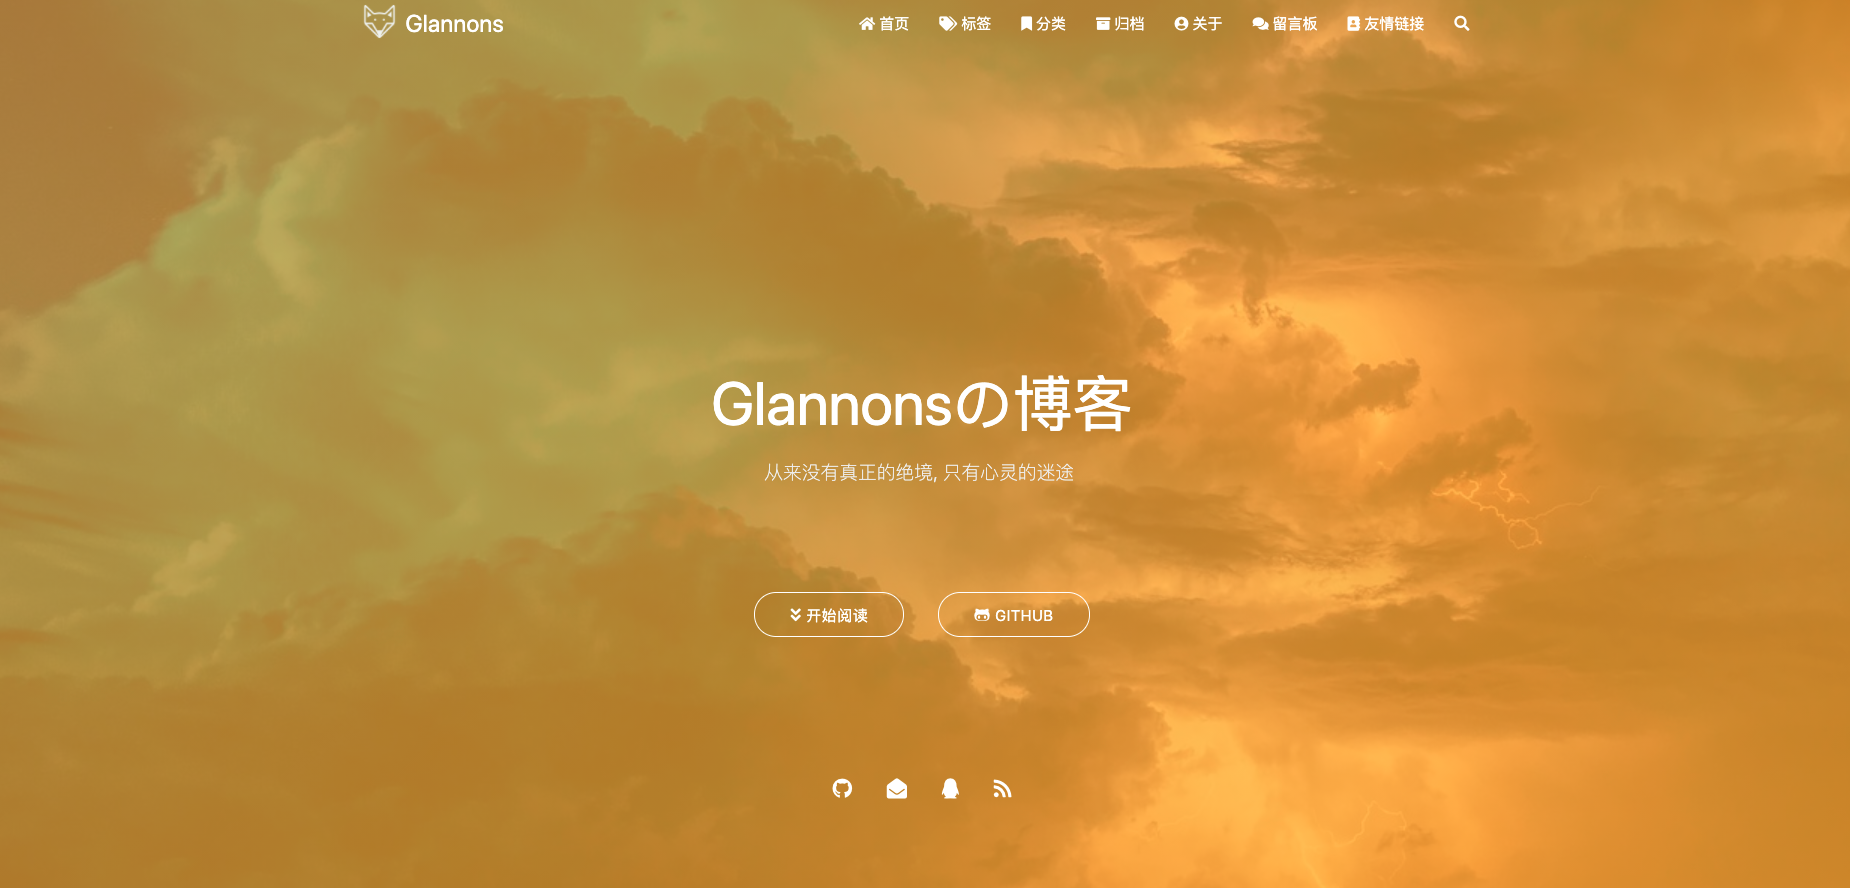 Glannons
首页 标签 分类 归档 关于 留言板 友情链接
Glannonsの博客
从来没有真正的绝境, 只有心灵的迷途
开始阅读 GITHUB